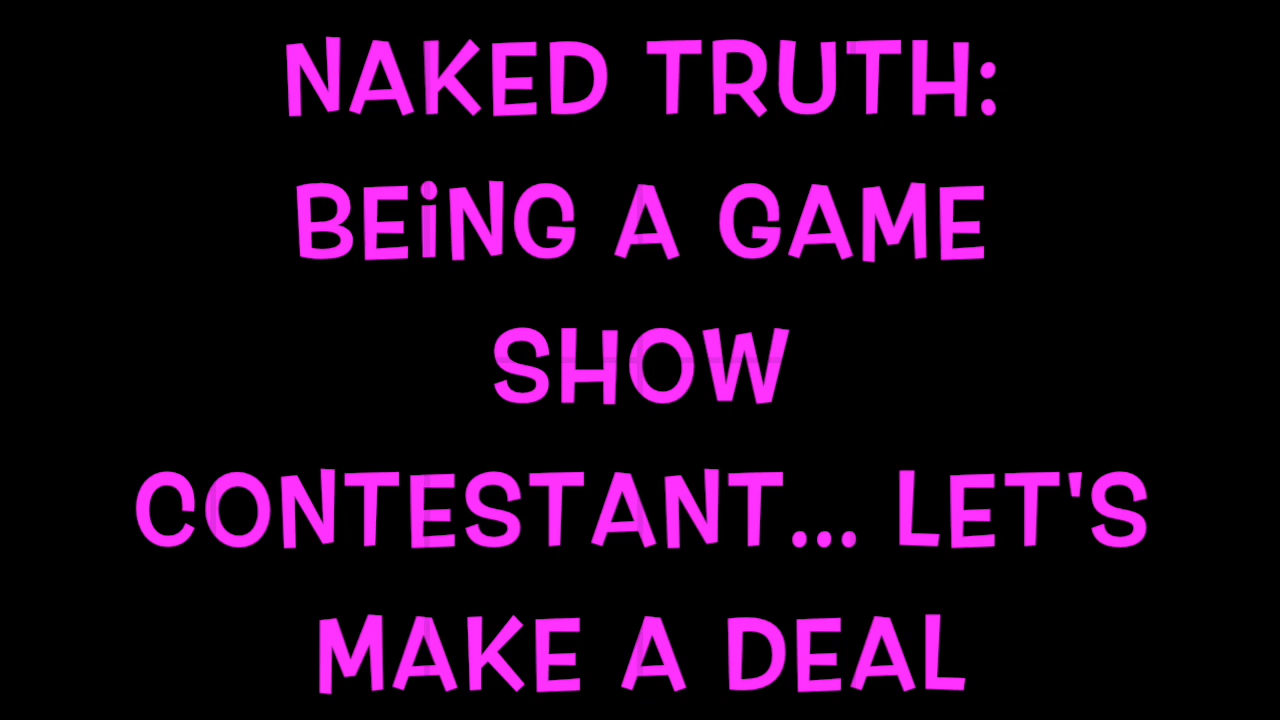 NAKED TRUTH:
BEiNG A GAME
SHOW
CONTESTANT... LET'S
MAKE A DEAL